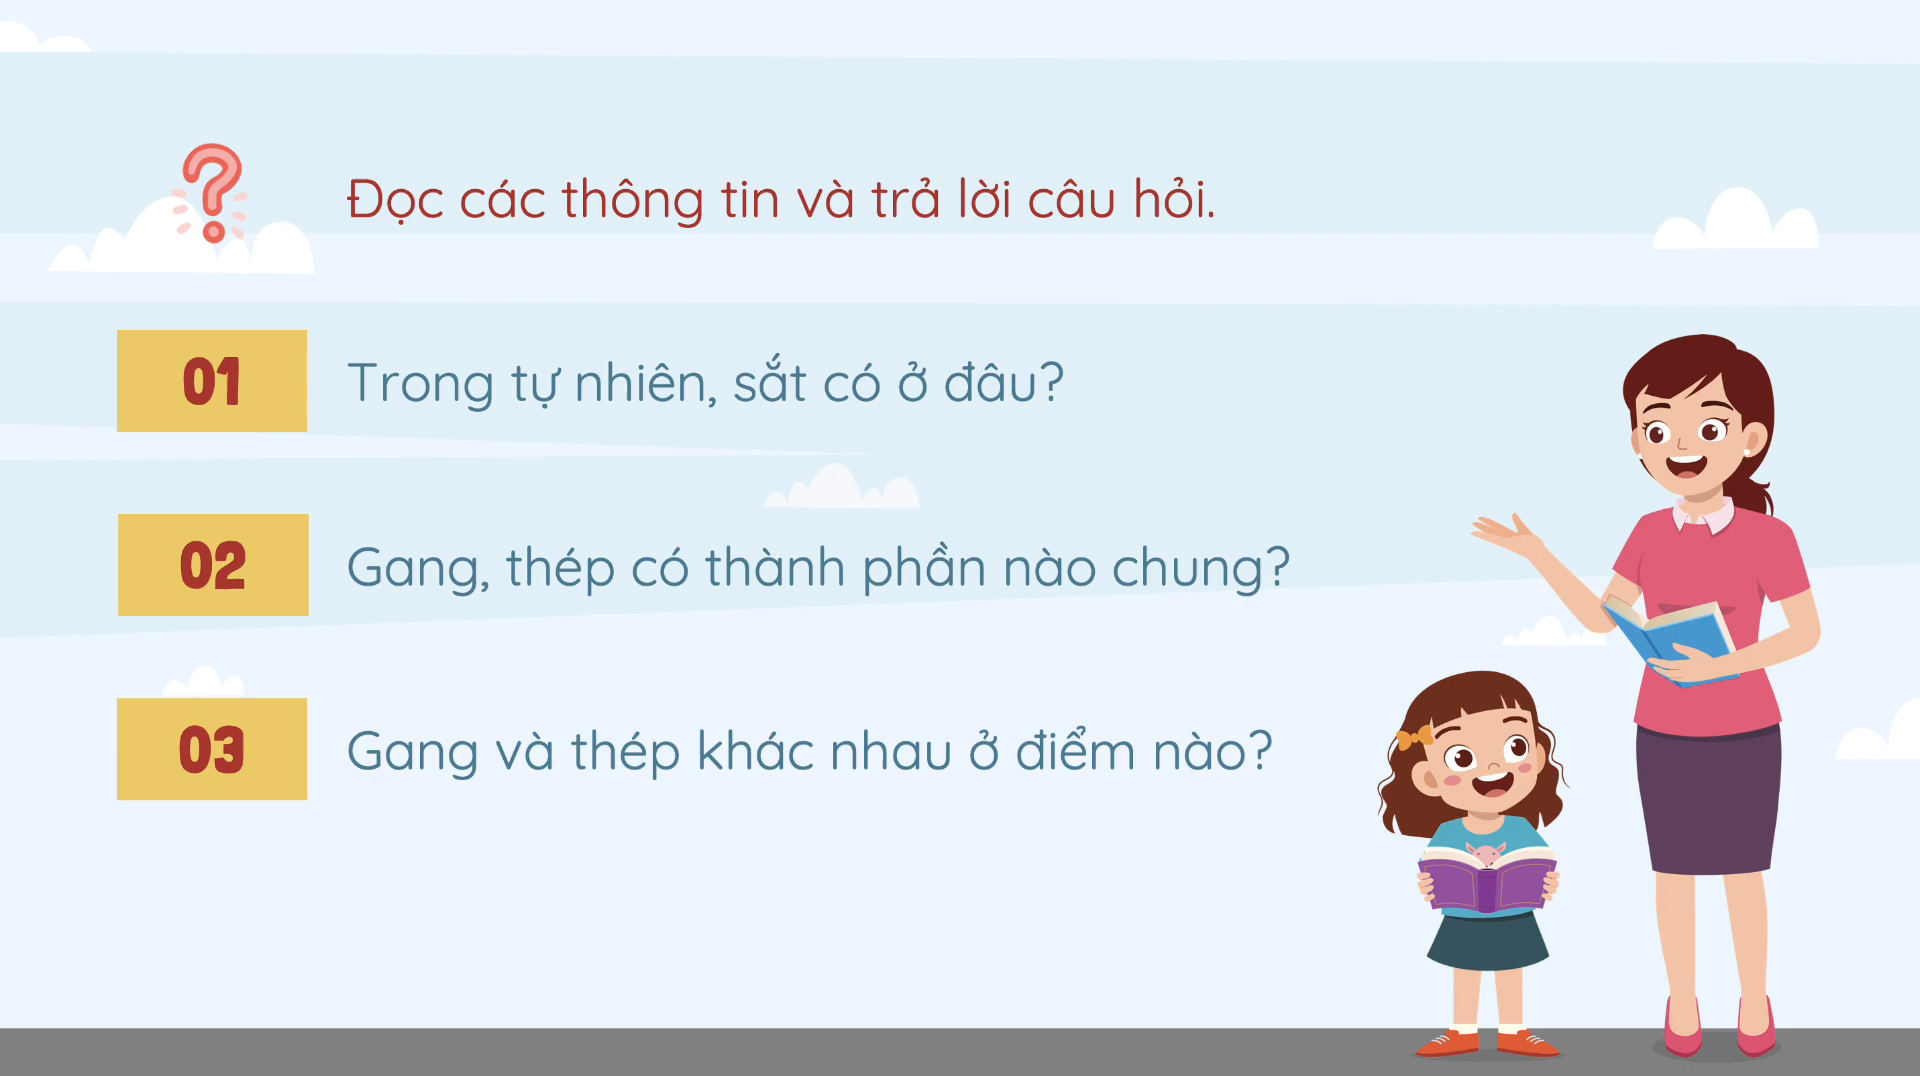 Đọc các thông tin và trả lời câu hỏi.
01
Trong tự nhiên, sắt có ở đâu?
02
Gang, thép có thành phần nào chung?
03
Gang và thép khác nhau ở điểm nào?